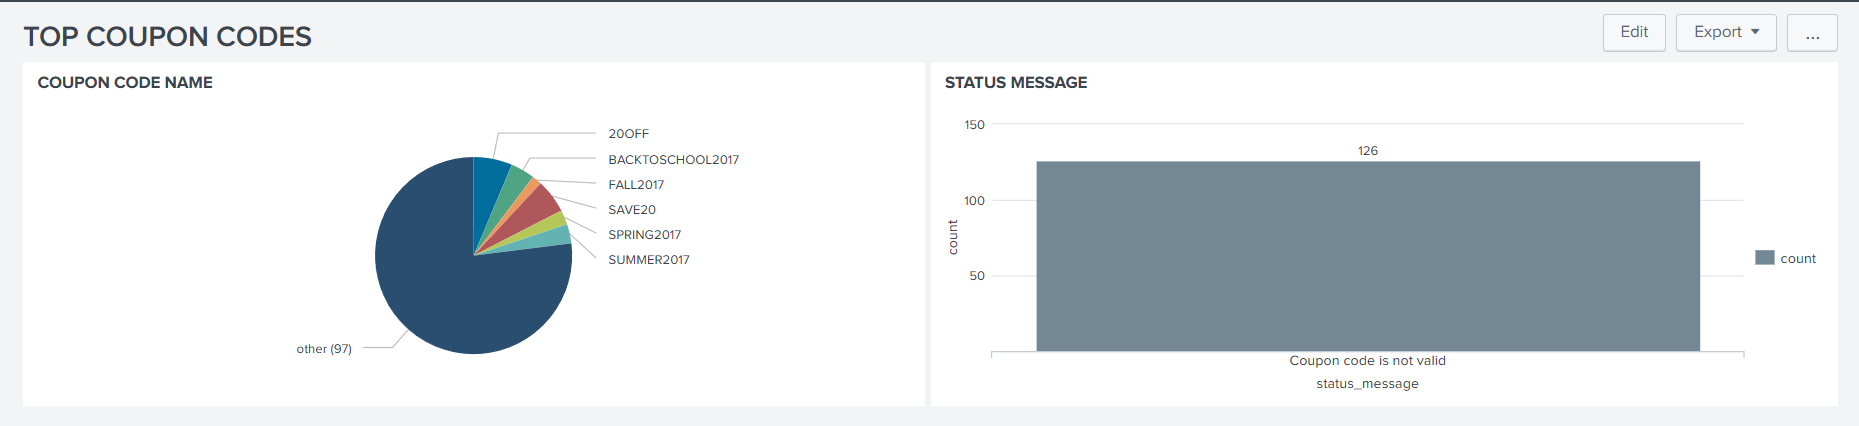 TOP COUPON CODES
Edit
Export
...
COUPON CODE NAME
20OFF
BACKTOSCHOOL2017
FALL2017
SAVE20
SPRING2017
SUMMER2017
other (97)
STATUS MESSAGE
150
126
100
50
count
count
Coupon code is not valid
status_message